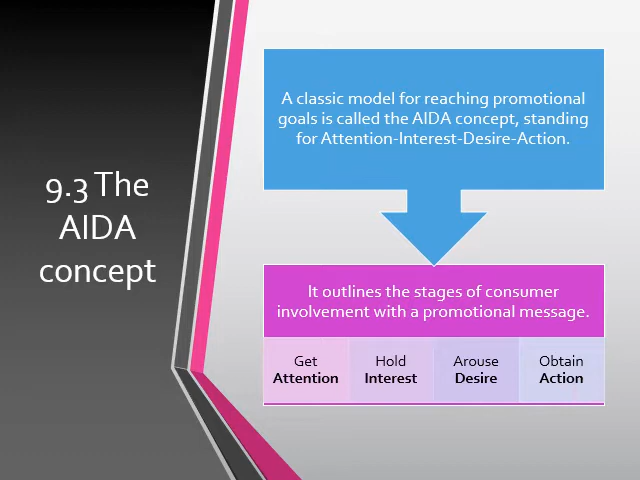 9.3 The
AIDA
concept
A classic model for reaching promotional
goals is called the AIDA concept, standing
for Attention-Interest-Desire-Action.
It outlines the stages of consumer
involvement with a promotional message.
Get
Attention
Hold
Interest
Arouse
Desire
Obtain
Action